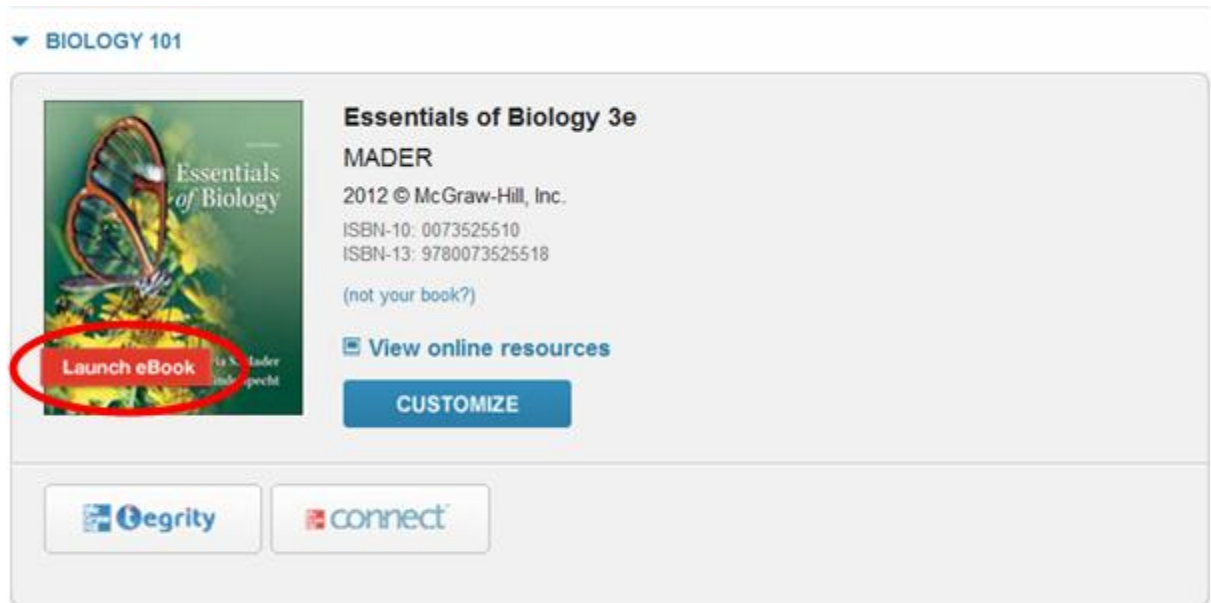 BIOLOGY 101
Essentials
of Biology
Launch eBook
Mader
Essentials of Biology 3e
MADER
2012 © McGraw-Hill, Inc.
ISBN-10: 0073525510
ISBN-13: 9780073525518
(not your book?)
View online resources
CUSTOMIZE
tegrity
connect